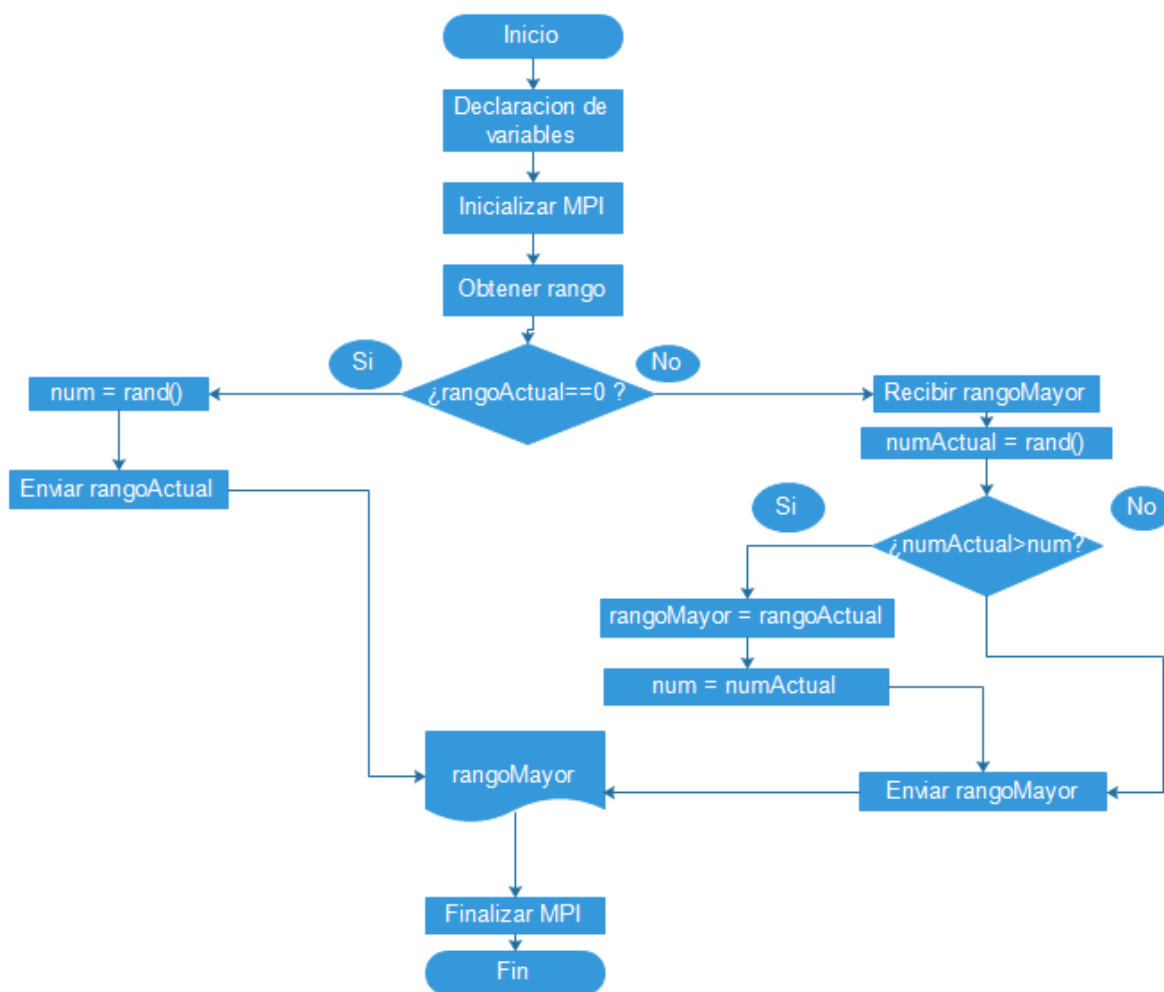 Inicio
Declaracion de
variables
Inicializar MPI
Obtener rango
Si
No
¿rangoActual==0 ?
num = rand()
Recibir rangoMayor
numActual = rand()
Enviar rangoActual
Si
No
¿numActual>num?
rangoMayor = rangoActual
num = numActual
rangoMayor
Enviar rangoMayor
Finalizar MPI
Fin